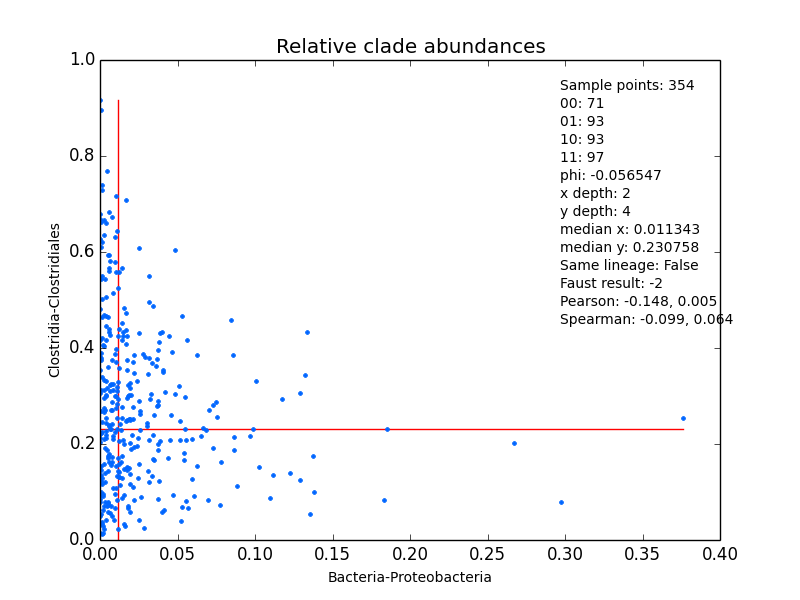 Relative clade abundances
1.0
0.8
0.6
0.4
0.2
0.0
Clostridia-Clostridiales
Sample points: 354
00: 71
01: 93
10: 93
11: 97
phi: -0.056547
x depth: 2
y depth: 4
median x: 0.011343
median y: 0.230758
Same lineage: False
Faust result: -2
Pearson: -0.148, 0.005
Spearman: -0.099, 0.064
0.00 0.05 0.10 0.15 0.20 0.25 0.30 0.35 0.40
Bacteria-Proteobacteria